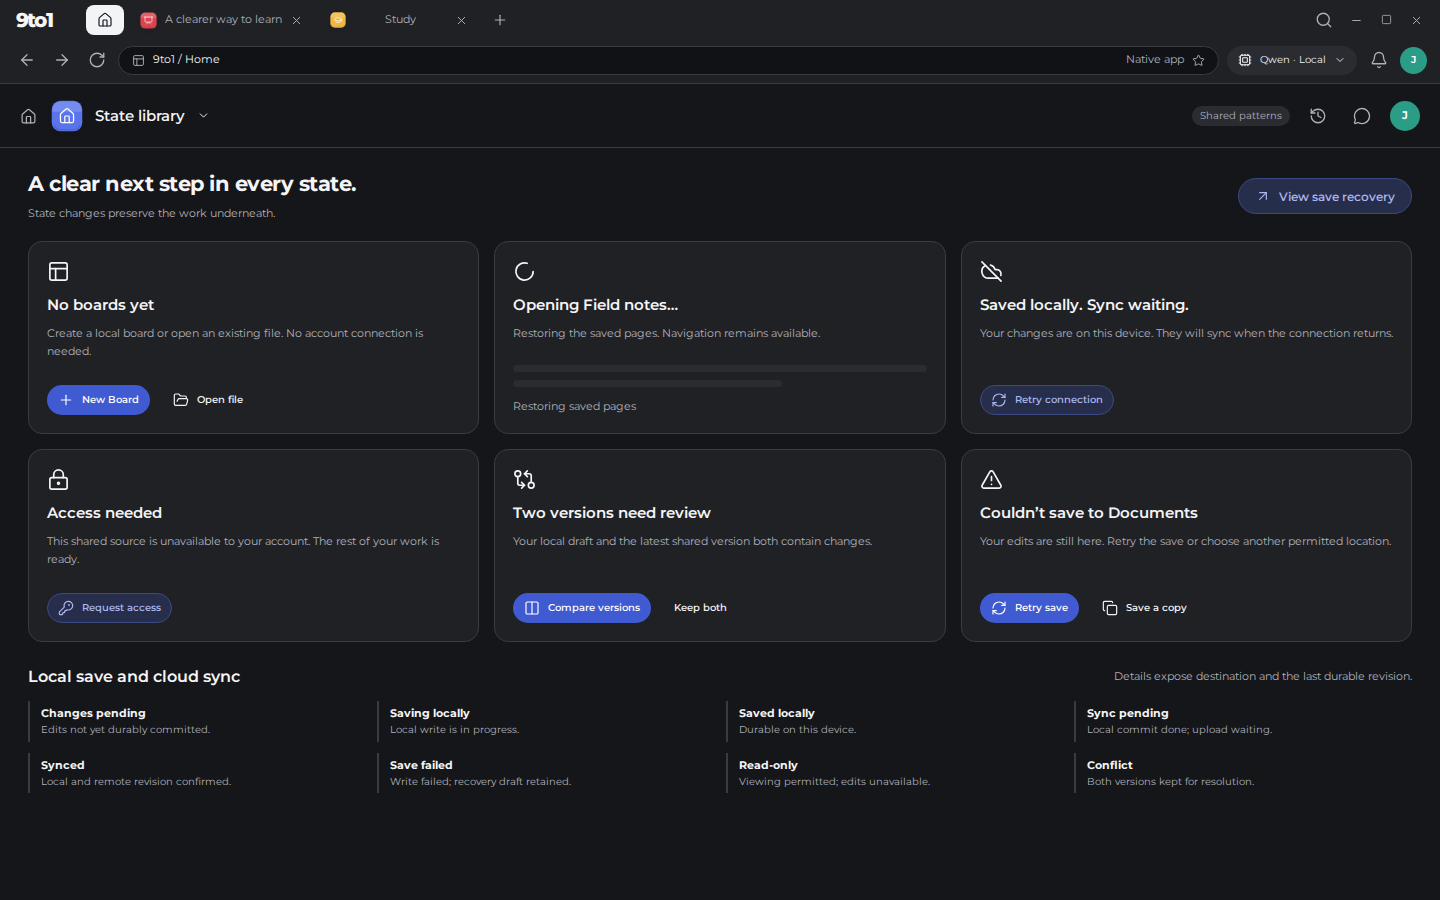 9to1
A clearer way to learn
Study
9to1 / Home
Native app
Qwen · Local
J
State library
Shared patterns
J
A clear next step in every state.
State changes preserve the work underneath.
View save recovery
No boards yet
Create a local board or open an existing file. No account connection is
needed.
New Board
Open file
Opening Field notes...
Restoring the saved pages. Navigation remains available.
Restoring saved pages
Saved locally. Sync waiting.
Your changes are on this device. They will sync when the connection returns.
Retry connection
Access needed
This shared source is unavailable to your account. The rest of your work is
ready.
Request access
Two versions need review
Your local draft and the latest shared version both contain changes.
Compare versions
Keep both
Couldn’t save to Documents
Your edits are still here. Retry the save or choose another permitted location.
Retry save
Save a copy
Local save and cloud sync
Details expose destination and the last durable revision.
Changes pending
Edits not yet durably committed.
Saving locally
Local write is in progress.
Saved locally
Durable on this device.
Sync pending
Local commit done; upload waiting.
Synced
Local and remote revision confirmed.
Save failed
Write failed; recovery draft retained.
Read-only
Viewing permitted; edits unavailable.
Conflict
Both versions kept for resolution.